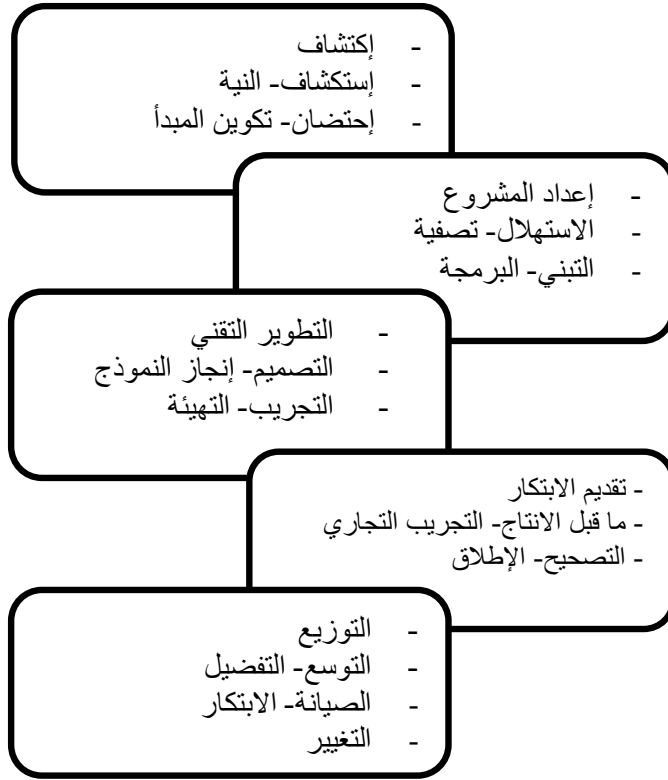 - إكتشاف
- إستكشاف- النية
- إحتضان- تكوين المبدأ
- إعداد المشروع
- الاستهلال- تصفية
- التبني- البرمجة
- التطوير التقني
- التصميم- إنجاز النموذج
- التجريب- التهيئة
- تقديم الابتكار
- ما قبل الانتاج- التجريب التجاري
- التصحيح- الإطلاق
- التوزيع
- التوسع- التفضيل
- الصيانة- الابتكار
- التغيير